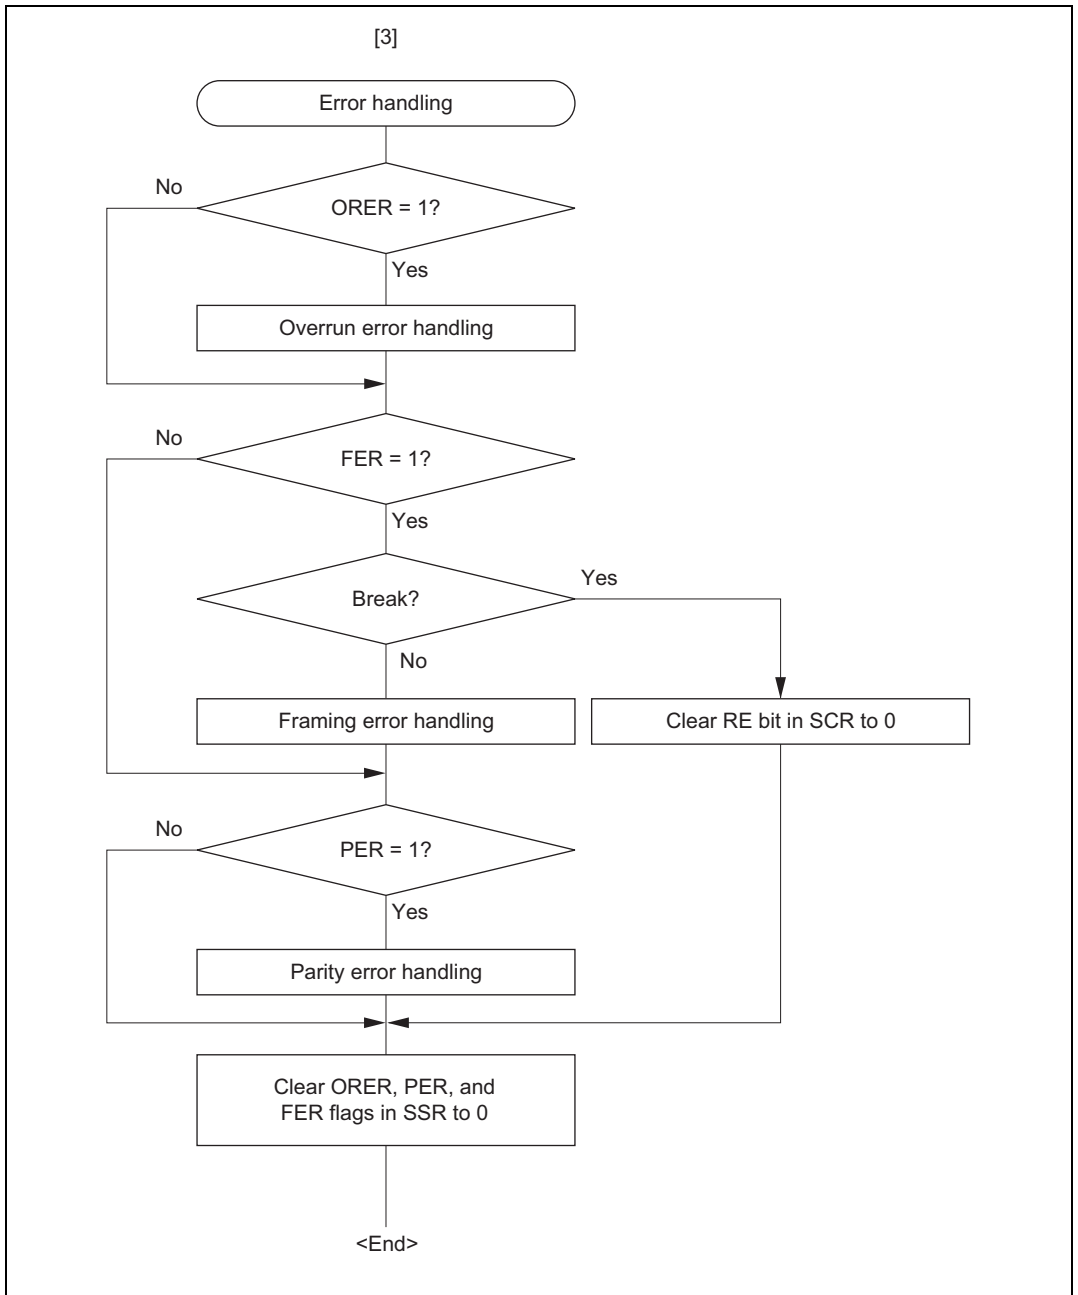 [3]
Error handling
No
ORER = 1?
Yes
Overrun error handling
No
FER = 1?
Yes
Break?
Yes
No
Framing error handling
Clear RE bit in SCR to 0
No
PER = 1?
Yes
Parity error handling
Clear ORER, PER, and
FER flags in SSR to 0
<End>